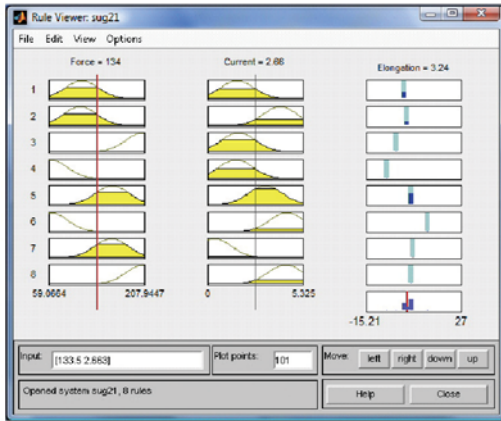 Rule Viewer: sug21
File Edit View Options
Force = 134 Current = 2.66 Elongation = 3.24
1
2
3
4
5
6
7
8
59.0664 207.9447 0 5.325
-15.21 27
Input: [133.5 2.663] Plot points: 101 Move: left right down up
Opened system sug21, 8 rules Help Close